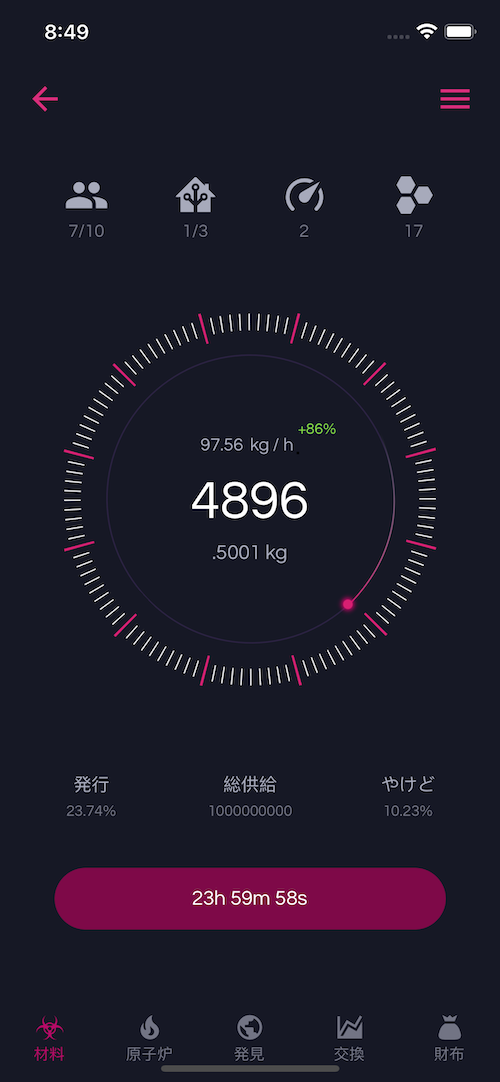 8:49
7/10
1/3
2
17
+86%
97.56 kg / h
4896
.5001 kg
発行
総供給
やけど
23.74%
1000000000
10.23%
23h 59m 58s
材料
原子炉
発見
交換
財布